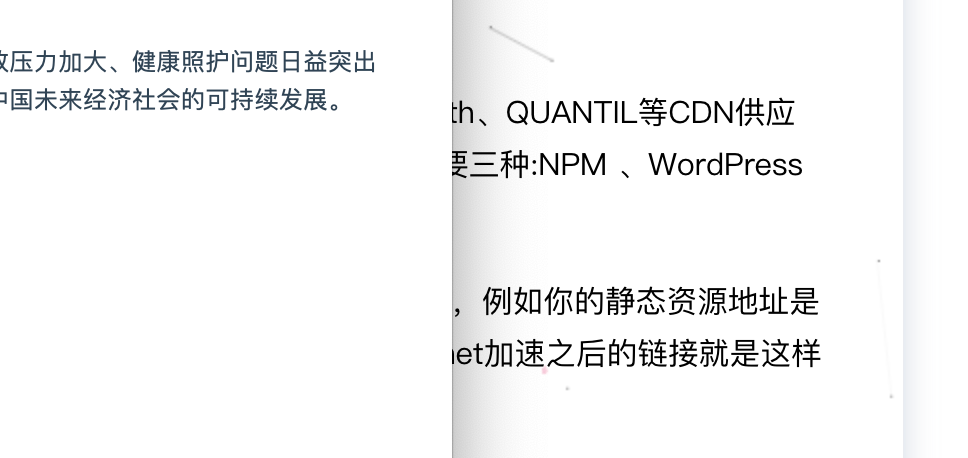 压力加大、健康照护问题日益突出
国未来经济社会的可持续发展。
th、QUANTIL等CDN供应
要三种:NPM 、WordPress
，例如你的静态资源地址是
net加速之后的链接就是这样